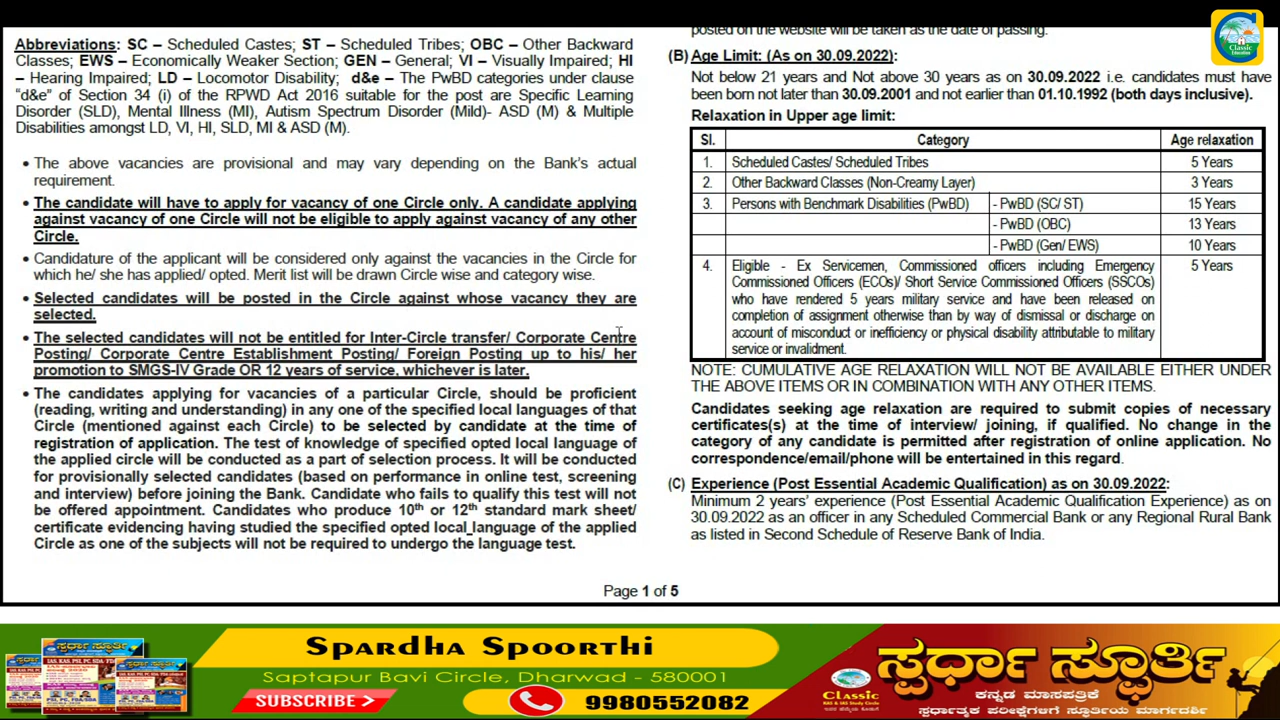 Abbreviations: SC – Scheduled Castes; ST – Scheduled Tribes; OBC – Other Backward
Classes; EWS – Economically Weaker Section; GEN – General; VI – Visually Impaired; HI
– Hearing Impaired; LD – Locomotor Disability; d&e – The PwBD categories under clause
“d&e” of Section 34 (i) of the RPWD Act 2016 suitable for the post are Specific Learning
Disorder (SLD), Mental Illness (MI), Autism Spectrum Disorder (Mild)- ASD (M) & Multiple
Disabilities amongst LD, VI, HI, SLD, MI & ASD (M).
• The above vacancies are provisional and may vary depending on the Bank’s actual
requirement.
• The candidate will have to apply for vacancy of one Circle only. A candidate applying
against vacancy of one Circle will not be eligible to apply against vacancy of any other
Circle.
• Candidature of the applicant will be considered only against the vacancies in the Circle for
which he/ she has applied/ opted. Merit list will be drawn Circle wise and category wise.
• Selected candidates will be posted in the Circle against whose vacancy they are
selected.
• The selected candidates will not be entitled for Inter-Circle transfer/ Corporate Centre
Posting/ Corporate Centre Establishment Posting/ Foreign Posting up to his/ her
promotion to SMGS-IV Grade OR 12 years of service, whichever is later.
• The candidates applying for vacancies of a particular Circle, should be proficient
(reading, writing and understanding) in any one of the specified local languages of that
Circle (mentioned against each Circle) to be selected by candidate at the time of
registration of application. The test of knowledge of specified opted local language of
the applied circle will be conducted as a part of selection process. It will be conducted
for provisionally selected candidates (based on performance in online test, screening
and interview) before joining the Bank. Candidate who fails to qualify this test will not
be offered appointment. Candidates who produce 10th or 12th standard mark sheet/
certificate evidencing having studied the specified opted local language of the applied
Circle as one of the subjects will not be required to undergo the language test.
posted on the website will be taken as the date of passing.
(B) Age Limit: (As on 30.09.2022):
Not below 21 years and Not above 30 years as on 30.09.2022 i.e. candidates must have
been born not later than 30.09.2001 and not earlier than 01.10.1992 (both days inclusive).
Relaxation in Upper age limit:
Sl. Category Age relaxation
1. Scheduled Castes/ Scheduled Tribes 5 Years
2. Other Backward Classes (Non-Creamy Layer) 3 Years
3. Persons with Benchmark Disabilities (PwBD) - PwBD (SC/ ST) 15 Years
- PwBD (OBC) 13 Years
- PwBD (Gen/ EWS) 10 Years
4. Eligible - Ex Servicemen, Commissioned officers including Emergency 5 Years
Commissioned Officers (ECOs)/ Short Service Commissioned Officers (SSCOs)
who have rendered 5 years military service and have been released on
completion of assignment otherwise than by way of dismissal or discharge on
account of misconduct or inefficiency or physical disability attributable to military
service or invalidment.
NOTE: CUMULATIVE AGE RELAXATION WILL NOT BE AVAILABLE EITHER UNDER
THE ABOVE ITEMS OR IN COMBINATION WITH ANY OTHER ITEMS.
Candidates seeking age relaxation are required to submit copies of necessary
certificates(s) at the time of interview/ joining, if qualified. No change in the
category of any candidate is permitted after registration of online application. No
correspondence/email/phone will be entertained in this regard.
(C) Experience (Post Essential Academic Qualification) as on 30.09.2022:
Minimum 2 years’ experience (Post Essential Academic Qualification Experience) as on
30.09.2022 as an officer in any Scheduled Commercial Bank or any Regional Rural Bank
as listed in Second Schedule of Reserve Bank of India.
Page 1 of 5
Classic
Education
Spardha Spoorthi
Saptapur Bavi Circle, Dharwad - 580001
SUBSCRIBE >
9980552082
ಸ್ಪರ್ಧಾ ಸ್ಫೂರ್ತಿ
Classic
KAS & IAS Study Circle
ಕನ್ನಡ ಮಾಸಪತ್ರಿಕೆ
ಸ್ಪರ್ಧಾತ್ಮಕ ಪರೀಕ್ಷೆಗಳಿಗೆ ಸ್ಫೂರ್ತಿಯ ಮಾರ್ಗದರ್ಶಿ